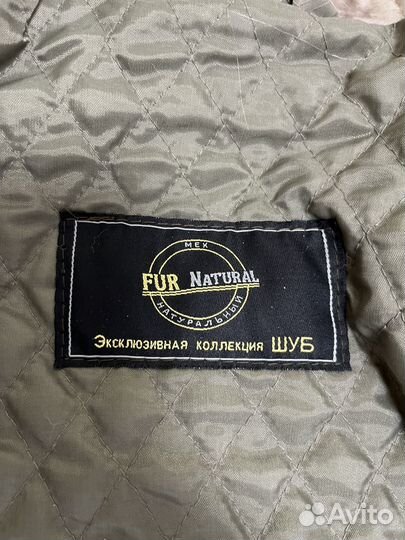 МЕХ
FUR NATURAL
НАТУРАЛЬНЫЙ
ЭКСКЛЮЗИВНАЯ КОЛЛЕКЦИЯ ШУБ
Avito